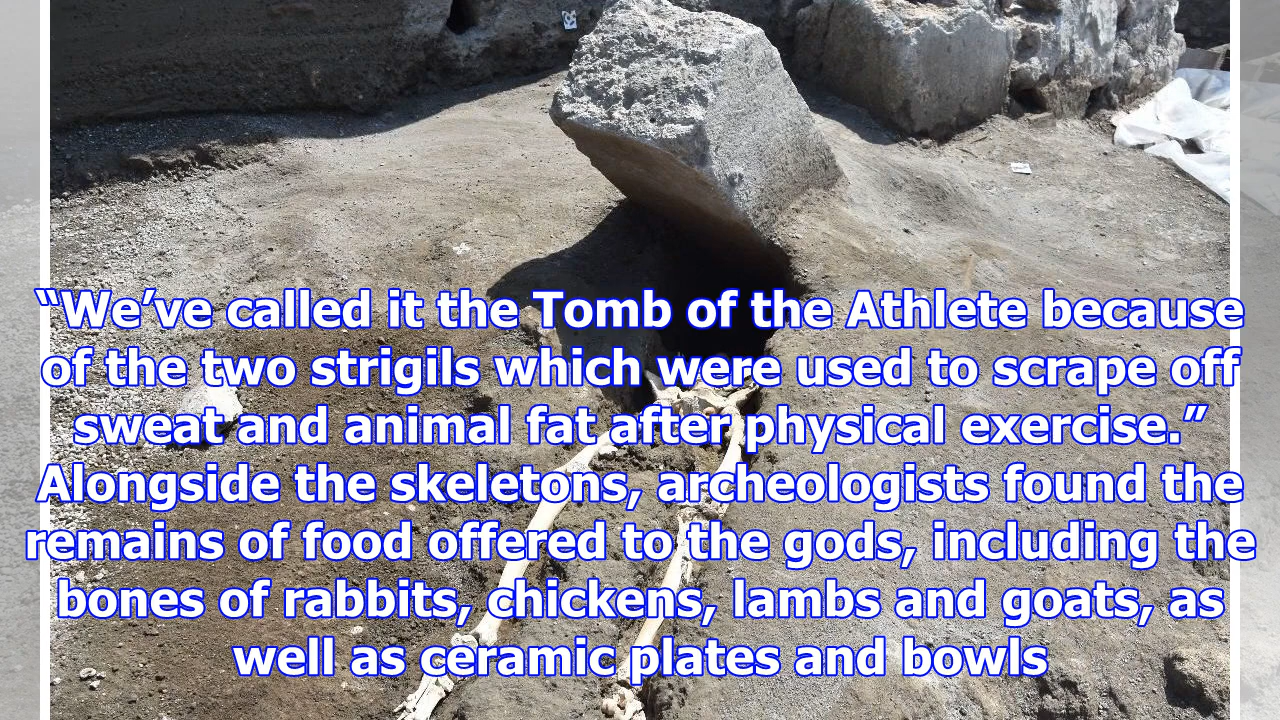 “We’ve called it the Tomb of the Athlete because
of the two strigils which were used to scrape off
sweat and animal fat after physical exercise.”
Alongside the skeletons, archeologists found the
remains of food offered to the gods, including the
bones of rabbits, chickens, lambs and goats, as
well as ceramic plates and bowls